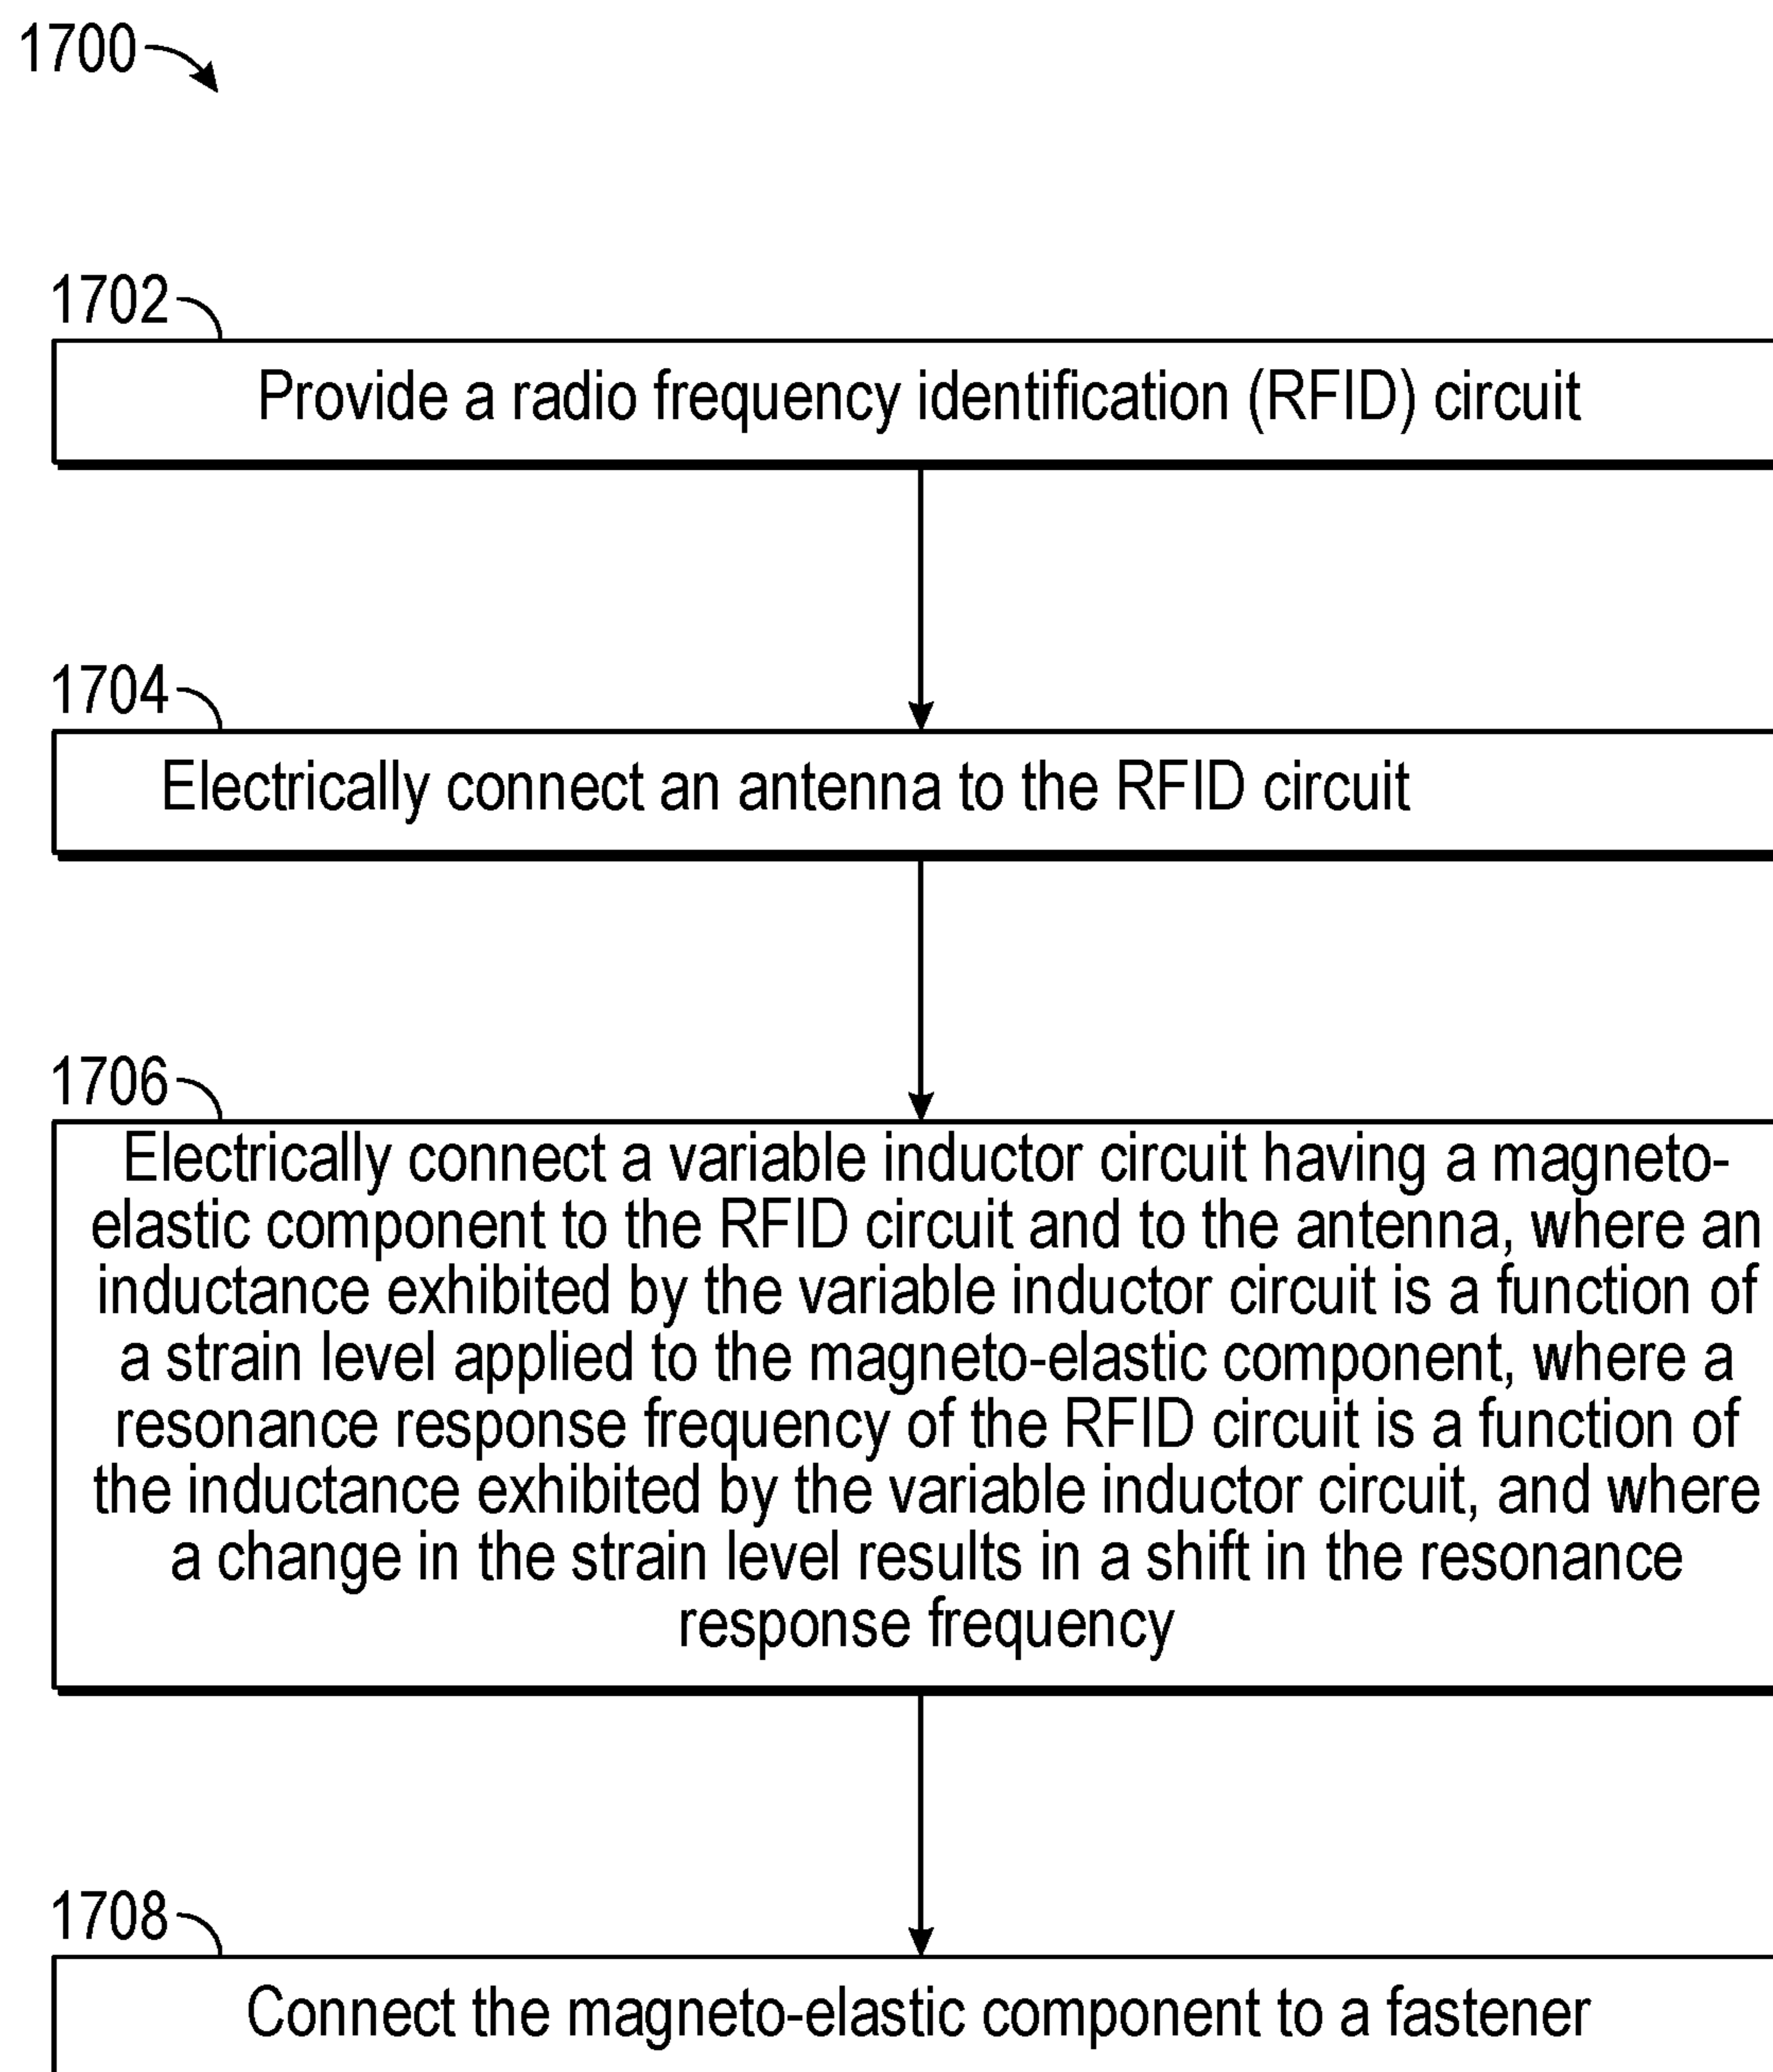 1700
1702
Provide a radio frequency identification (RFID) circuit
1704
Electrically connect an antenna to the RFID circuit
1706
Electrically connect a variable inductor circuit having a magneto-
elastic component to the RFID circuit and to the antenna, where an
inductance exhibited by the variable inductor circuit is a function of
a strain level applied to the magneto-elastic component, where a
resonance response frequency of the RFID circuit is a function of
the inductance exhibited by the variable inductor circuit, and where
a change in the strain level results in a shift in the resonance
response frequency
1708
Connect the magneto-elastic component to a fastener